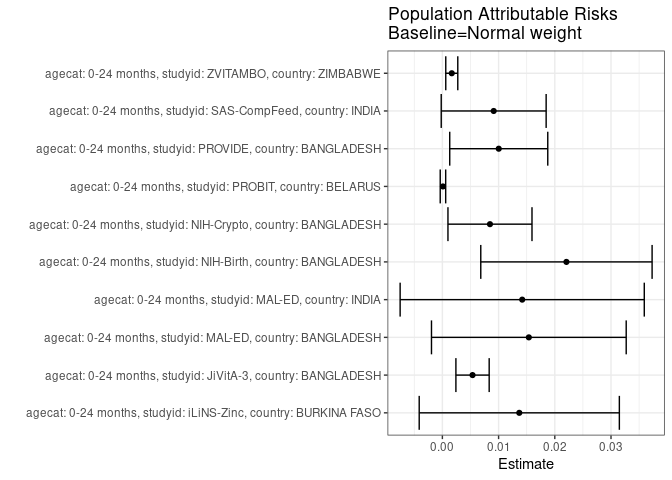 Population Attributable Risks
Baseline=Normal weight
agecat: 0-24 months, studyid: ZVITAMBO, country: ZIMBABWE
agecat: 0-24 months, studyid: SAS-CompFeed, country: INDIA
agecat: 0-24 months, studyid: PROVIDE, country: BANGLADESH
agecat: 0-24 months, studyid: PROBIT, country: BELARUS
agecat: 0-24 months, studyid: NIH-Crypto, country: BANGLADESH
agecat: 0-24 months, studyid: NIH-Birth, country: BANGLADESH
agecat: 0-24 months, studyid: MAL-ED, country: INDIA
agecat: 0-24 months, studyid: MAL-ED, country: BANGLADESH
agecat: 0-24 months, studyid: JiVitA-3, country: BANGLADESH
agecat: 0-24 months, studyid: iLiNS-Zinc, country: BURKINA FASO
0.00 0.01 0.02 0.03
Estimate